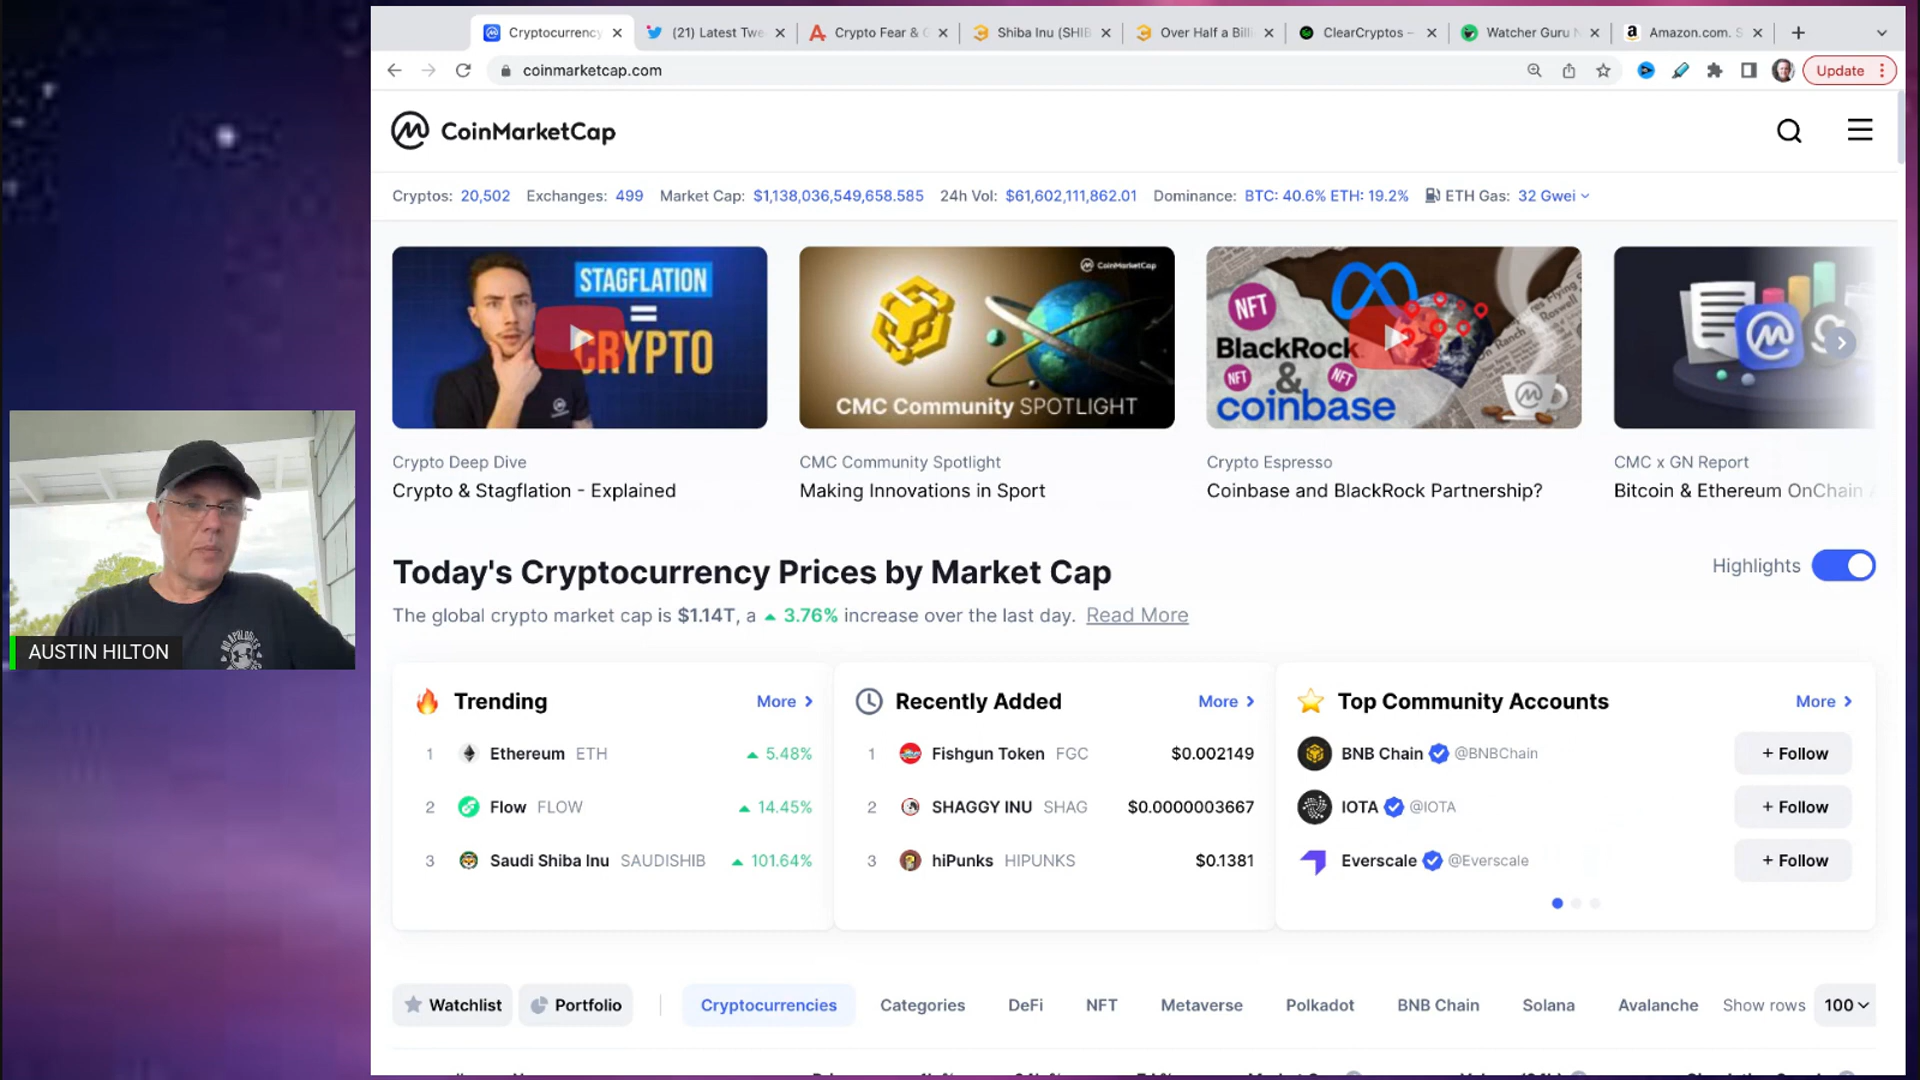 Cryptocurrency
(21) Latest Twe
Crypto Fear & G
Shiba Inu (SHIB
Over Half a Billi
ClearCryptos –
Watcher Guru N
Amazon.com. S
coinmarketcap.com
Update
CoinMarketCap
Cryptos: 20,502 Exchanges: 499 Market Cap: $1,138,036,549,658.585 24h Vol: $61,602,111,862.01 Dominance: BTC: 40.6% ETH: 19.2% ETH Gas: 32 Gwei
STAGFLATION
=
CRYPTO
CoinMarketCap
CMC Community SPOTLIGHT
NFT
BlackRock
NFT & NFT
coinbase
Crypto Deep Dive
Crypto & Stagflation - Explained
CMC Community Spotlight
Making Innovations in Sport
Crypto Espresso
Coinbase and BlackRock Partnership?
CMC x GN Report
Bitcoin & Ethereum OnChain
Today's Cryptocurrency Prices by Market Cap
Highlights
The global crypto market cap is $1.14T, a 3.76% increase over the last day. Read More
Trending
More
1 Ethereum ETH 5.48%
2 Flow FLOW 14.45%
3 Saudi Shiba Inu SAUDISHIB 101.64%
Recently Added
More
1 Fishgun Token FGC $0.002149
2 SHAGGY INU SHAG $0.0000003667
3 hiPunks HIPUNKS $0.1381
Top Community Accounts
More
BNB Chain @BNBChain + Follow
IOTA @IOTA + Follow
Everscale @Everscale + Follow
Watchlist Portfolio Cryptocurrencies Categories DeFi NFT Metaverse Polkadot BNB Chain Solana Avalanche Show rows 100
NO APOLOGIES
AUSTIN HILTON